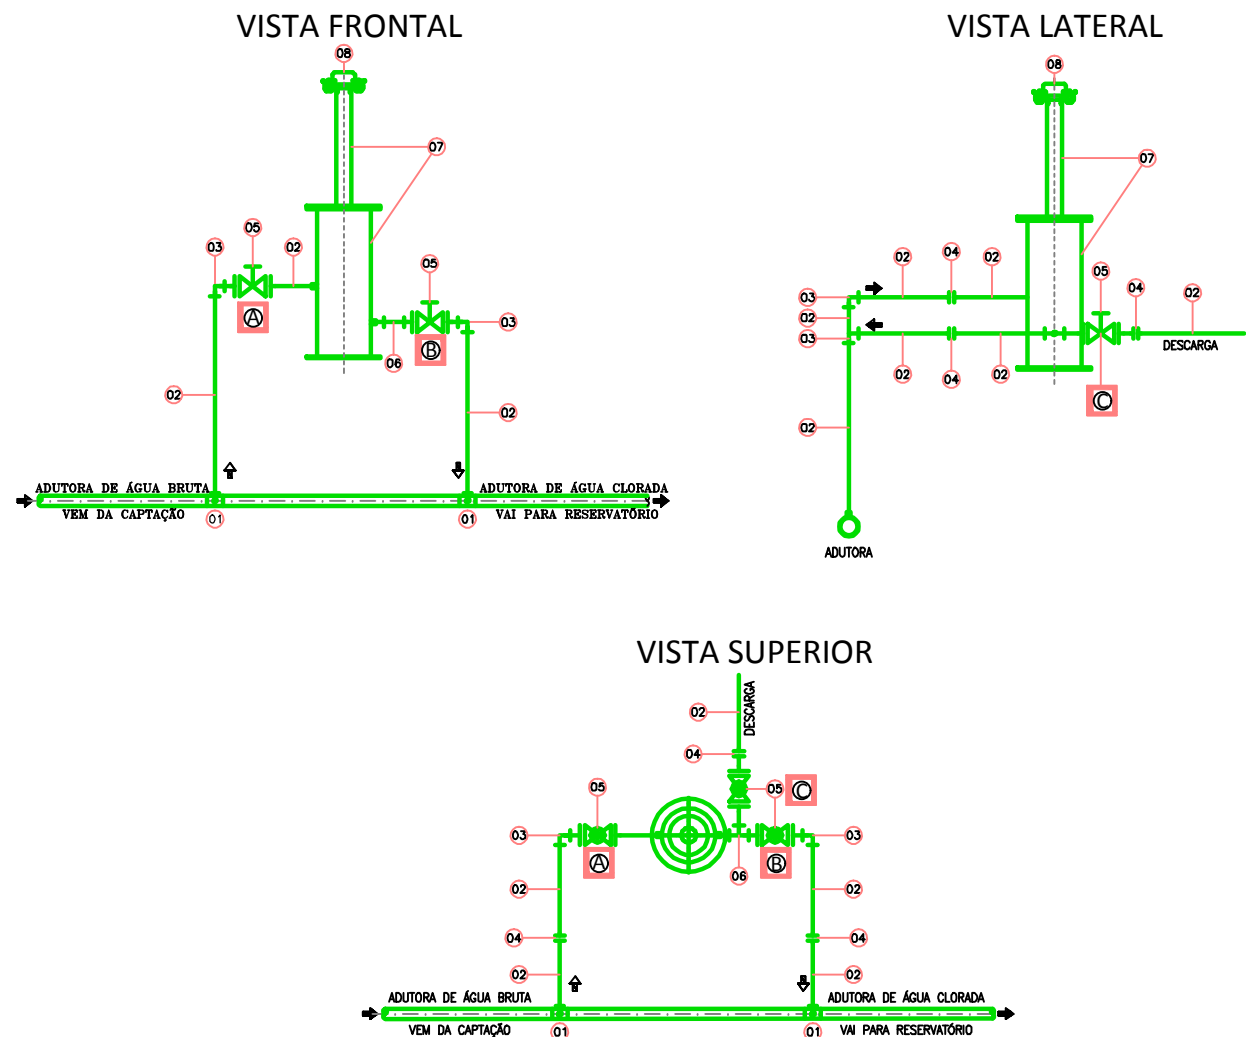 VISTA FRONTAL
08
07
05
03
02
05
A
03
B
06
02
02
ADUTORA DE ÁGUA BRUTA
ADUTORA DE ÁGUA CLORADA
VEM DA CAPTAÇÃO
VAI PARA RESERVATÓRIO
01
01
VISTA LATERAL
08
07
04
02
02
05
04
02
03
02
03
DESCARGA
02
04
02
C
02
ADUTORA
VISTA SUPERIOR
DESCARGA
02
04
05
05
C
03
03
A
B
06
02
02
04
04
02
02
ADUTORA DE ÁGUA BRUTA
ADUTORA DE ÁGUA CLORADA
VEM DA CAPTAÇÃO
01
01
VAI PARA RESERVATÓRIO